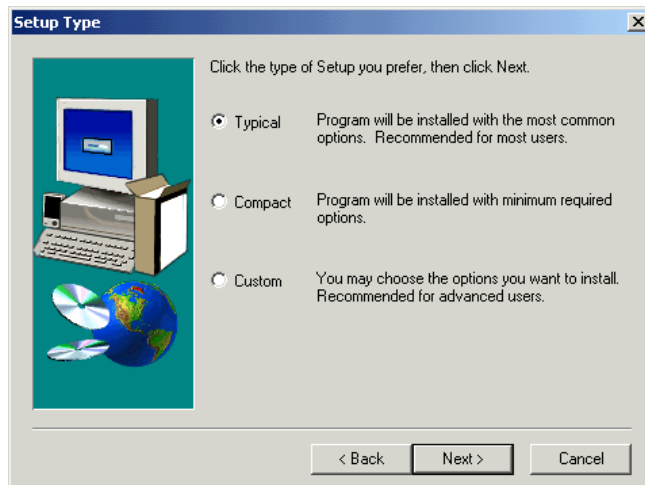 Setup Type
Click the type of Setup you prefer, then click Next.
Typical Program will be installed with the most common
options. Recommended for most users.
Compact Program will be installed with minimum required
options.
Custom You may choose the options you want to install.
Recommended for advanced users.
< Back Next > Cancel